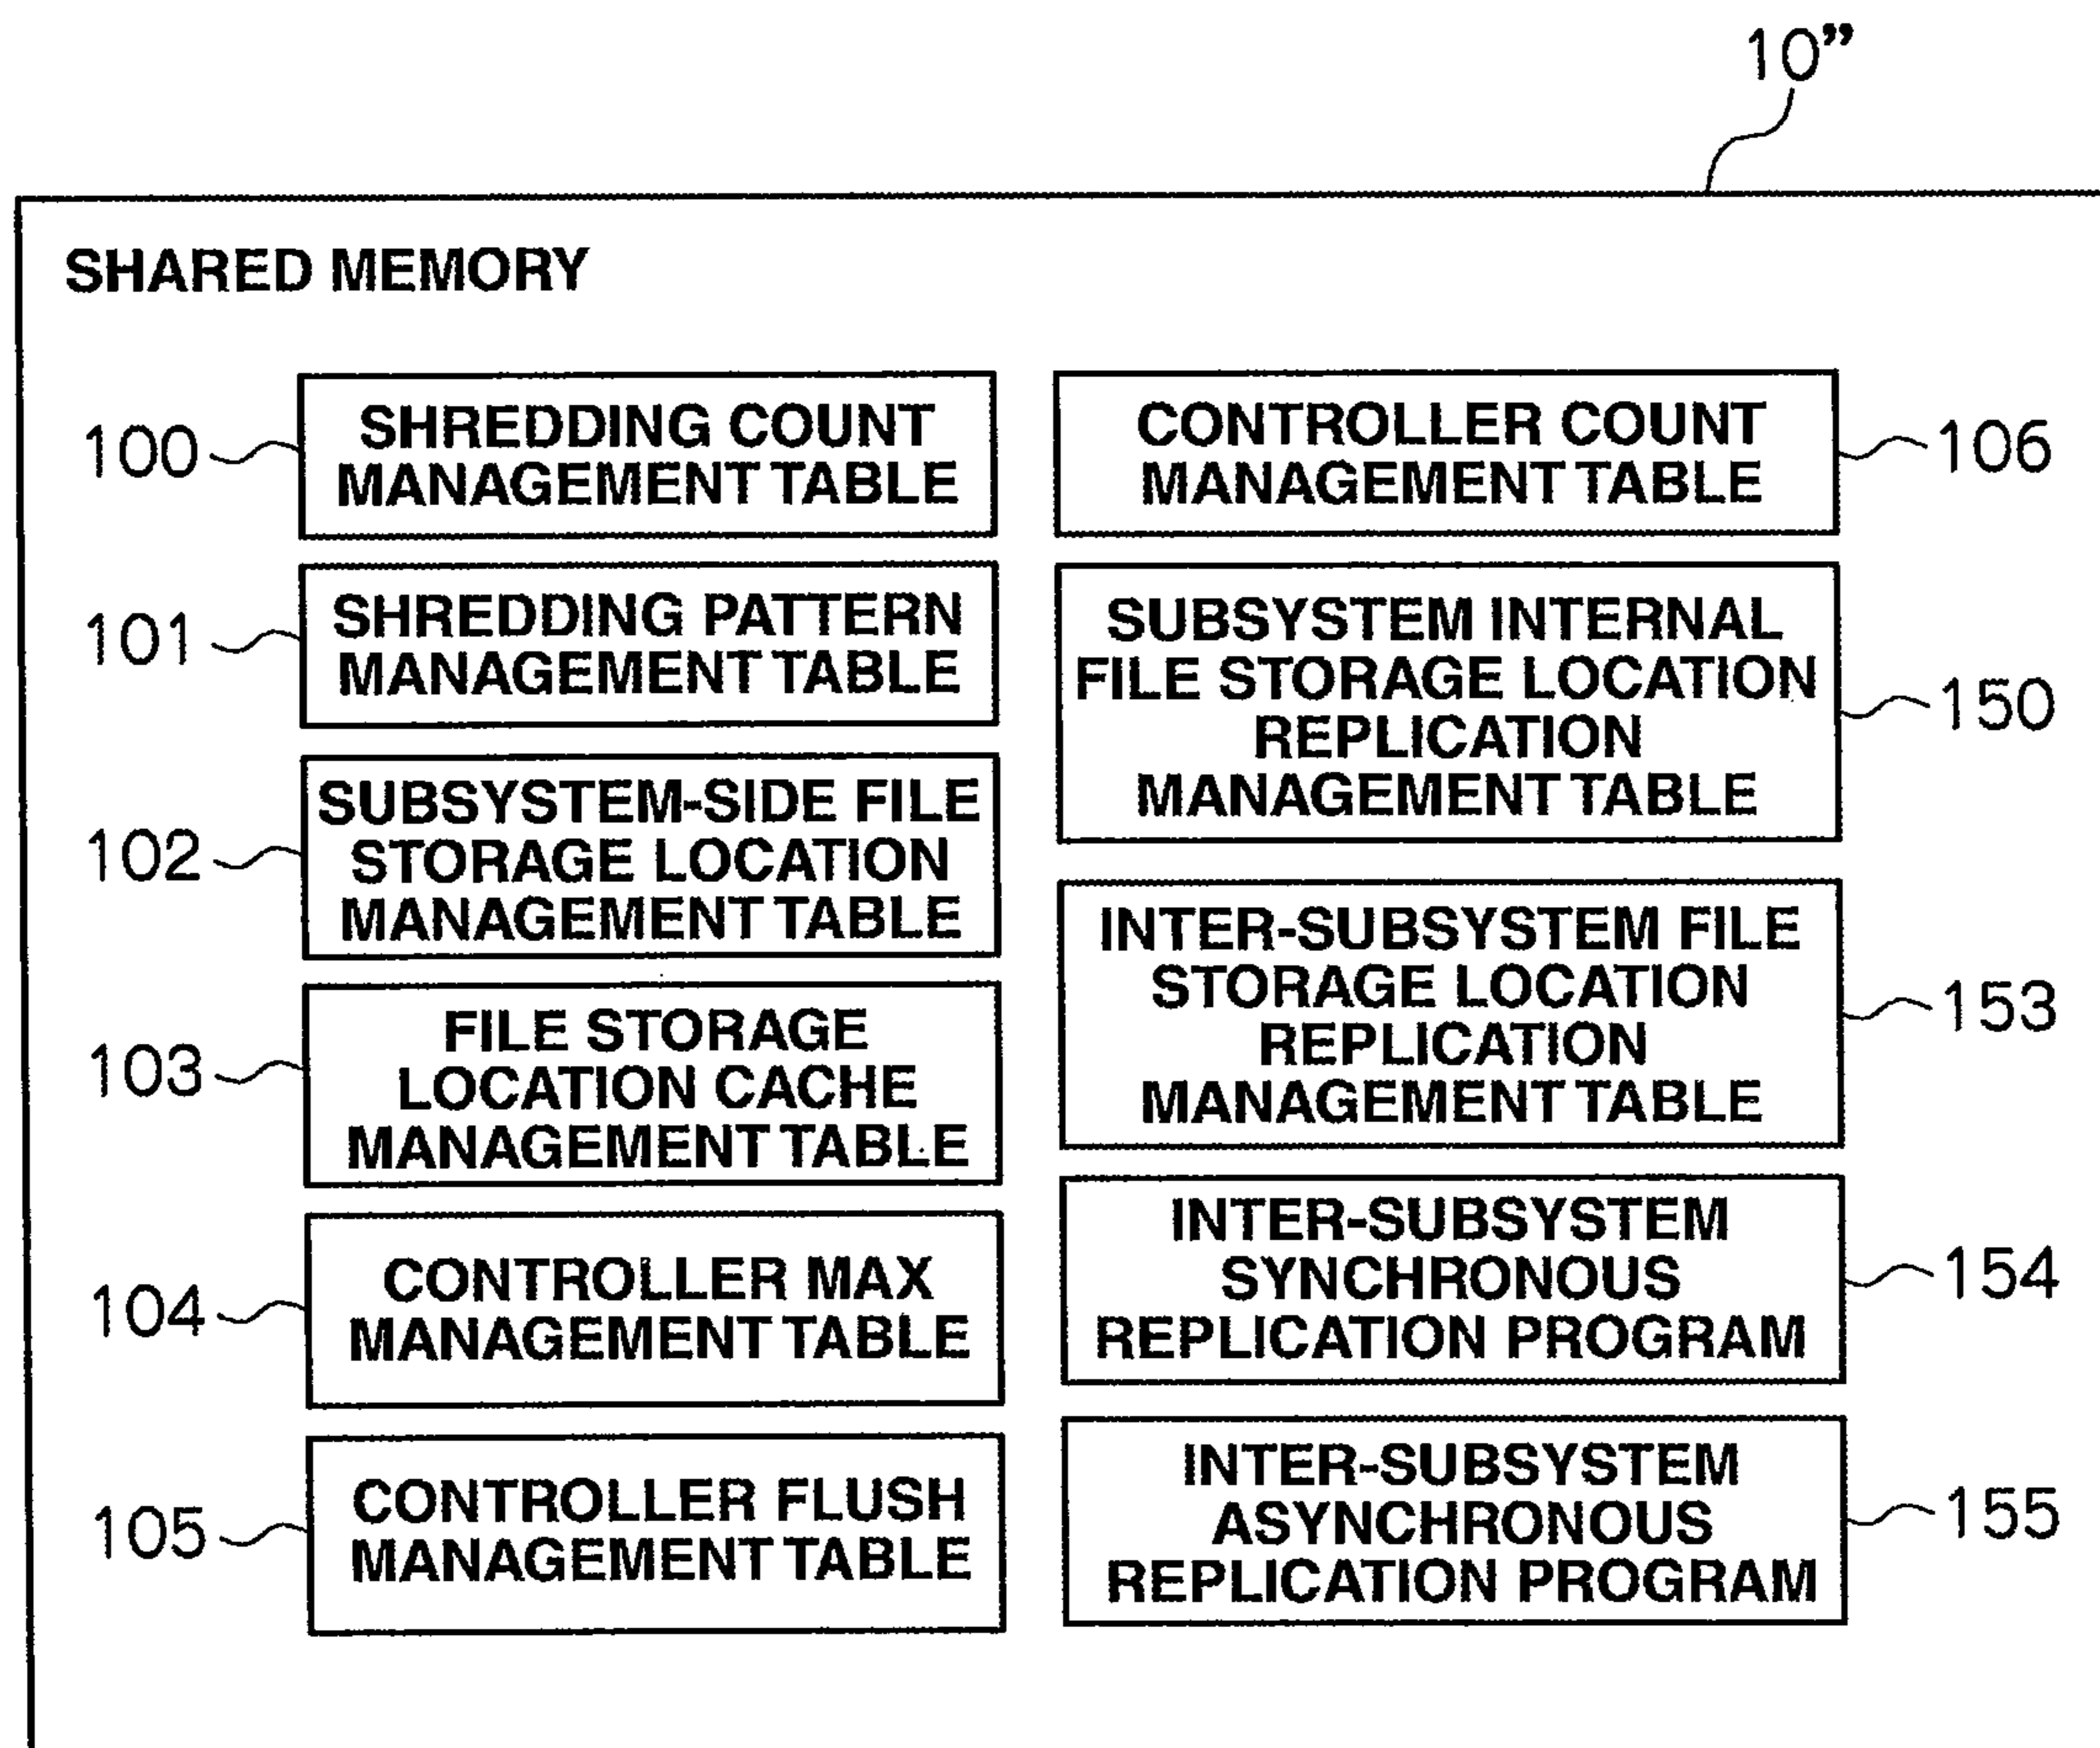 10”
SHARED MEMORY
100
SHREDDING COUNT
MANAGEMENT TABLE
101
SHREDDING PATTERN
MANAGEMENT TABLE
102
SUBSYSTEM-SIDE FILE
STORAGE LOCATION
MANAGEMENT TABLE
103
FILE STORAGE
LOCATION CACHE
MANAGEMENT TABLE
104
CONTROLLER MAX
MANAGEMENT TABLE
105
CONTROLLER FLUSH
MANAGEMENT TABLE
CONTROLLER COUNT
MANAGEMENT TABLE
106
SUBSYSTEM INTERNAL
FILE STORAGE LOCATION
REPLICATION
MANAGEMENT TABLE
150
INTER-SUBSYSTEM FILE
STORAGE LOCATION
REPLICATION
MANAGEMENT TABLE
153
INTER-SUBSYSTEM
SYNCHRONOUS
REPLICATION PROGRAM
154
INTER-SUBSYSTEM
ASYNCHRONOUS
REPLICATION PROGRAM
155